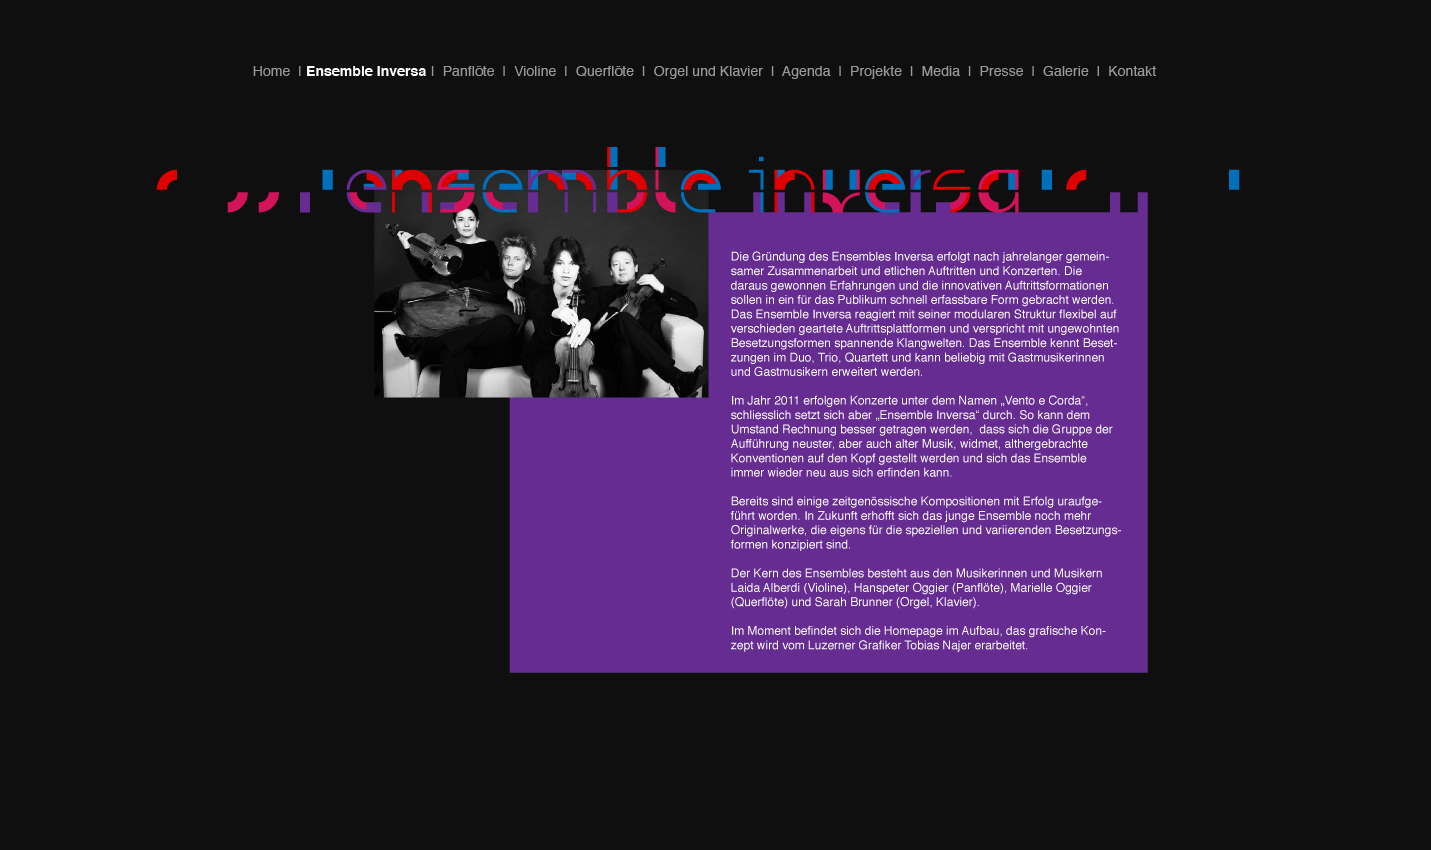 Home I Ensemble Inversa I Panflöte I Violine I Querflöte I Orgel und Klavier I Agenda I Projekte I Media I Presse I Galerie I Kontakt
ensemble inversa
Die Gründung des Ensembles Inversa erfolgt nach jahrelanger gemein-
samer Zusammenarbeit und etlichen Auftritten und Konzerten. Die
daraus gewonnen Erfahrungen und die innovativen Auftrittsformationen
sollen in ein für das Publikum schnell erfassbare Form gebracht werden.
Das Ensemble Inversa reagiert mit seiner modularen Struktur flexibel auf
verschieden geartete Auftrittsplattformen und verspricht mit ungewohnten
Besetzungsformen spannende Klangwelten. Das Ensemble kennt Beset-
zungen im Duo, Trio, Quartett und kann beliebig mit Gastmusikerinnen
und Gastmusikern erweitert werden.
Im Jahr 2011 erfolgen Konzerte unter dem Namen „Vento e Corda“,
schliesslich setzt sich aber „Ensemble Inversa“ durch. So kann dem
Umstand Rechnung besser getragen werden, dass sich die Gruppe der
Aufführung neuster, aber auch alter Musik, widmet, althergebrachte
Konventionen auf den Kopf gestellt werden und sich das Ensemble
immer wieder neu aus sich erfinden kann.
Bereits sind einige zeitgenössische Kompositionen mit Erfolg uraufge-
führt worden. In Zukunft erhofft sich das junge Ensemble noch mehr
Originalwerke, die eigens für die speziellen und variierenden Besetzungs-
formen konzipiert sind.
Der Kern des Ensembles besteht aus den Musikerinnen und Musikern
Laida Alberdi (Violine), Hanspeter Oggier (Panflöte), Marielle Oggier
(Querflöte) und Sarah Brunner (Orgel, Klavier).
Im Moment befindet sich die Homepage im Aufbau, das grafische Kon-
zept wird vom Luzerner Grafiker Tobias Najer erarbeitet.